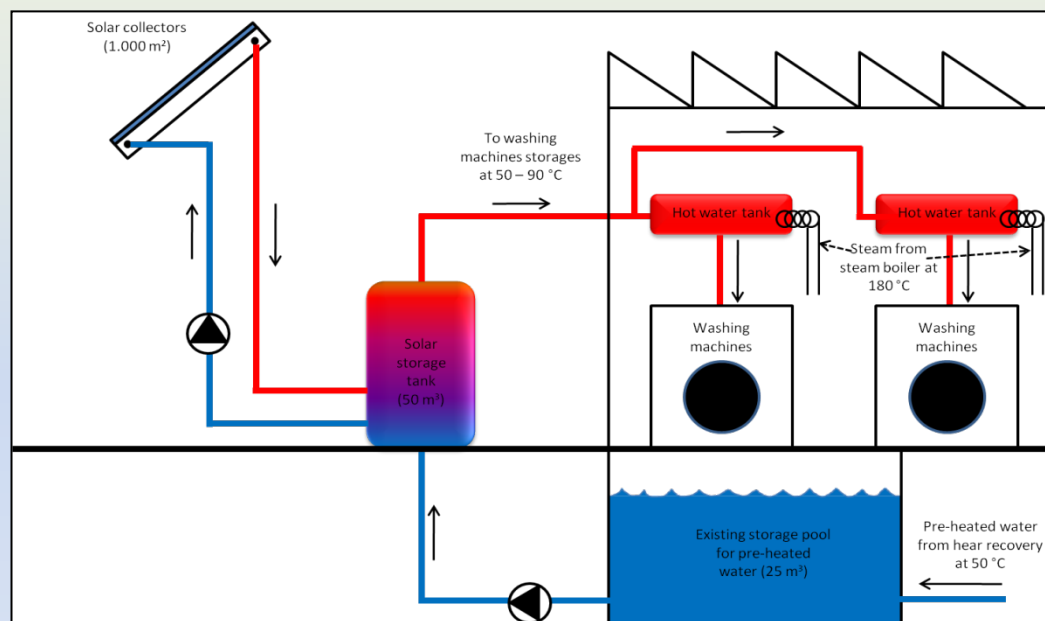 Solar collectors
(1.000 m²)
To washing
machines storages
at 50 – 90 °C
Hot water tank
Hot water tank
Steam from
steam boiler at
180 °C
Solar
storage
tank
(50 m³)
Washing
machines
Washing
machines
Existing storage pool
for pre-heated
water (25 m³)
Pre-heated water
from hear recovery
at 50 °C